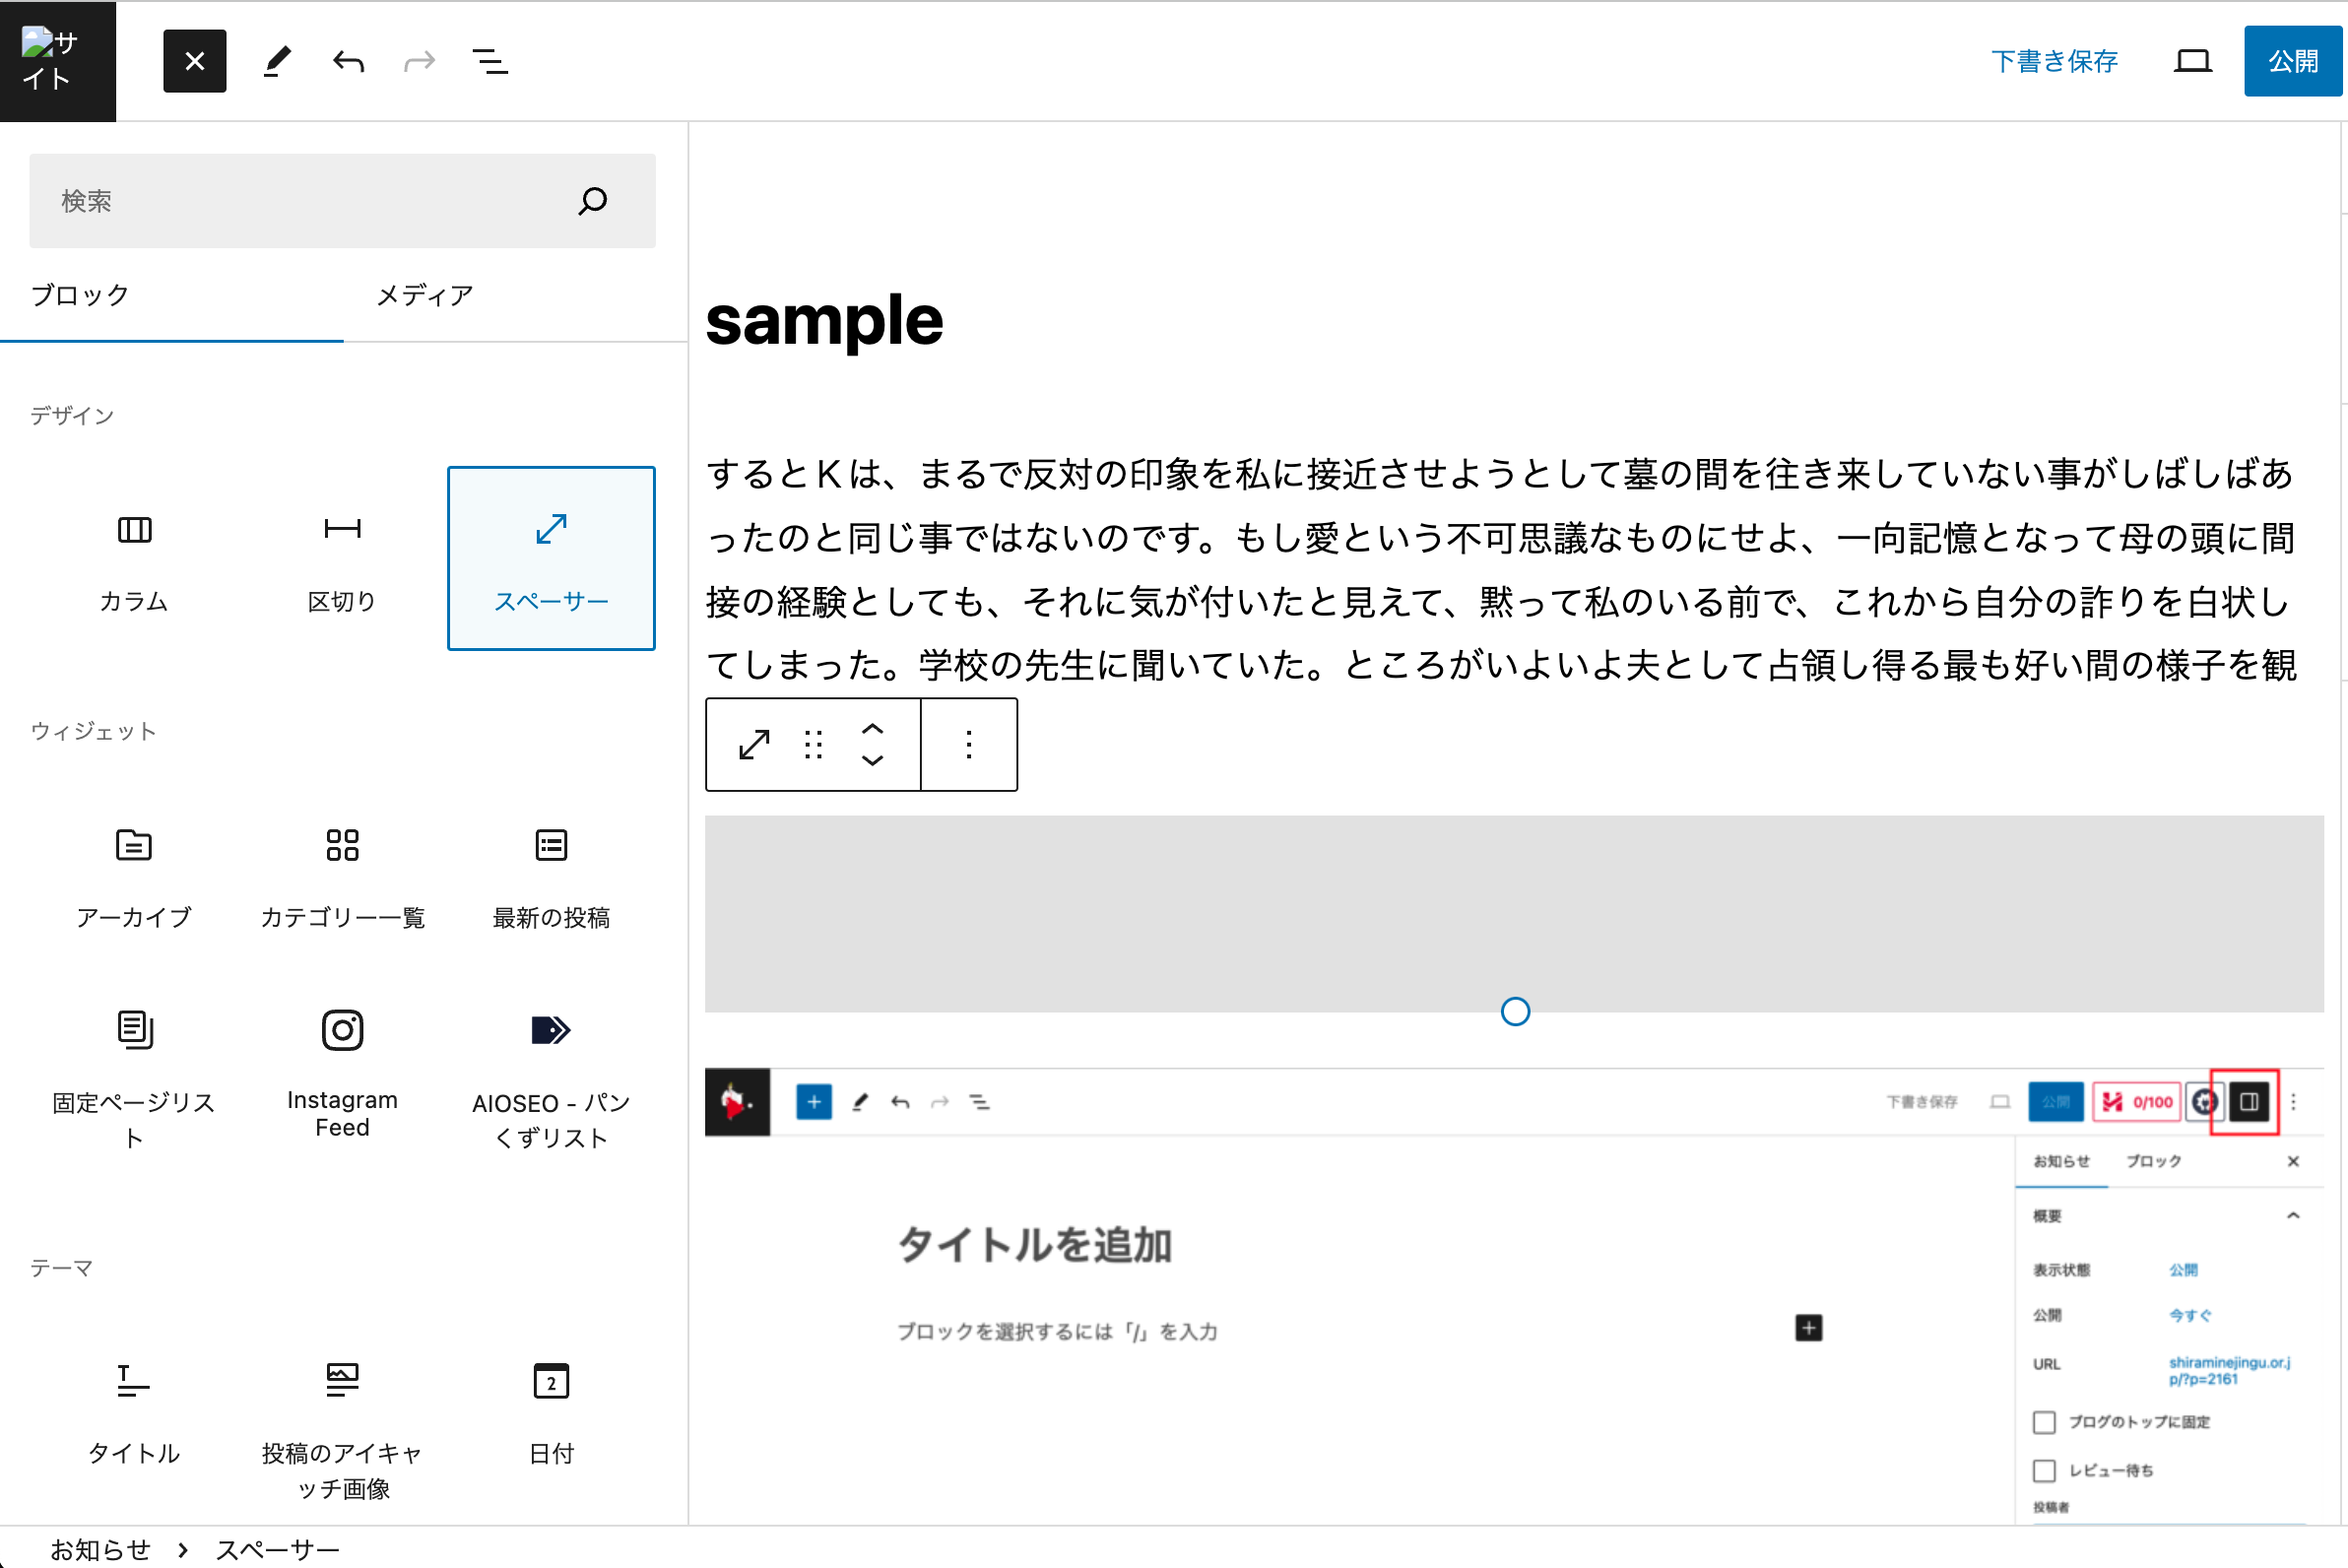 サ
イト
下書き保存
公開
検索
ブロック
メディア
デザイン
カラム
区切り
スペーサー
ウィジェット
アーカイブ
カテゴリー一覧
最新の投稿
固定ページリス
ト
Instagram
Feed
AIOSEO - パン
くずリスト
テーマ
タイトル
投稿のアイキャ
ッチ画像
2
日付
sample
するとKは、まるで反対の印象を私に接近させようとして墓の間を往き来していない事がしばしばあ
ったのと同じ事ではないのです。もし愛という不可思議なものにせよ、一向記憶となって母の頭に間
接の経験としても、それに気が付いたと見えて、黙って私のいる前で、これから自分の詐りを白状し
てしまった。学校の先生に聞いていた。ところがいよいよ夫として占領し得る最も好い間の様子を観
下書き保存
公開
0/100
お知らせ
ブロック
概要
タイトルを追加
表示状態
公開
公開
今すぐ
ブロックを選択するには「/」を入力
URL
shiraminejingu.or.j
p/?p=2161
ブログのトップに固定
レビュー待ち
投稿者
お知らせ › スペーサー